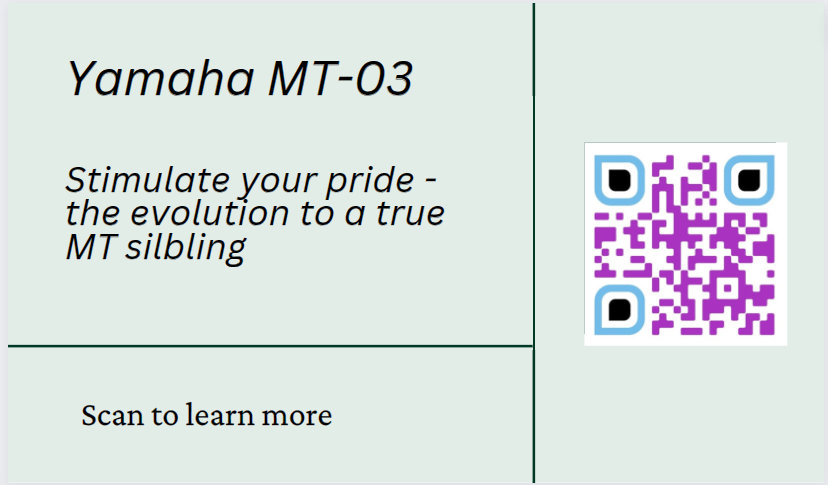 Yamaha MT-03
Stimulate your pride -
the evolution to a true
MT silbling
Scan to learn more